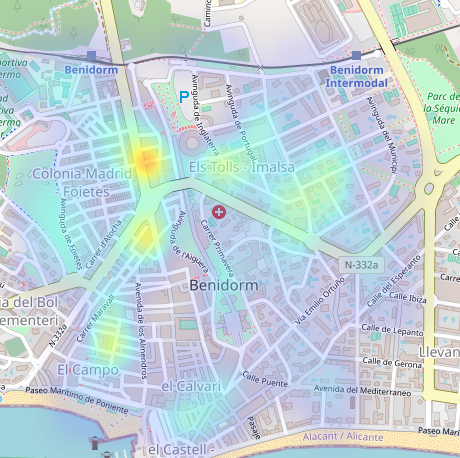 Camino
portiva
ermo
Benidorm
Benidorm
Intermodal
P
Avinguda de Inglaterra
Avinguda de Portugal
Parc de
la Séquia
Mare
Avinguda del Municipi
Els Tolls - Imalsa
Colonia Madrid
- Foietes
Avinguda de Foietes
Carrer d'Atocha
Avinguda
de l'Aigüera
Carrer Primavera
N-332a
Benidorm
ia del Bol
ementeri
N-332a
Carrer Maravall
Avenida de los Almendros
Vía Emilio Ortuño
Calle del Esperanto
Calle Ibiza
Calle de Lepanto
Llevan
Calle de Gerona
El Campo
el Calvari
Calle Puente
Avenida del Mediterraneo
Paseo Marítimo de Poniente
Pasaje
Paseo Marí
el Castell -
Alacant / Alicante